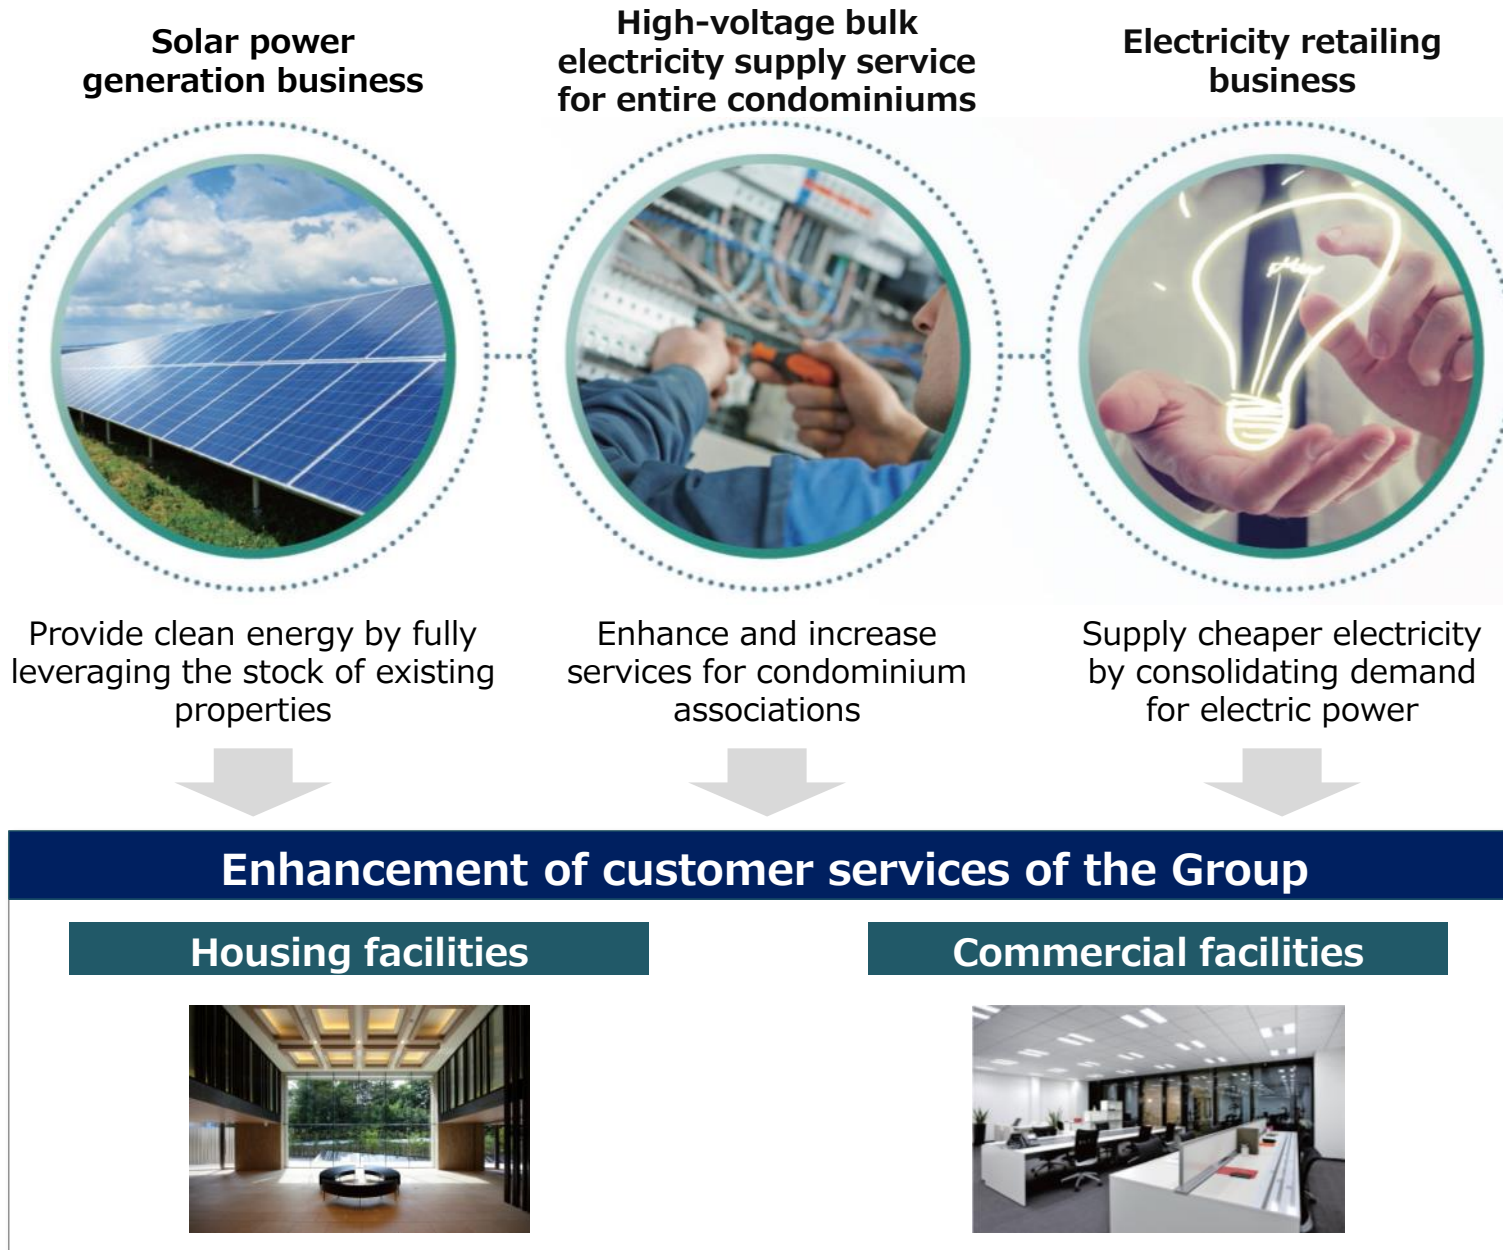 Solar power
generation business
High-voltage bulk
electricity supply service
for entire condominiums
Electricity retailing
business
Provide clean energy by fully
leveraging the stock of existing
properties
Enhance and increase
services for condominium
associations
Supply cheaper electricity
by consolidating demand
for electric power
Enhancement of customer services of the Group
Housing facilities
Commercial facilities